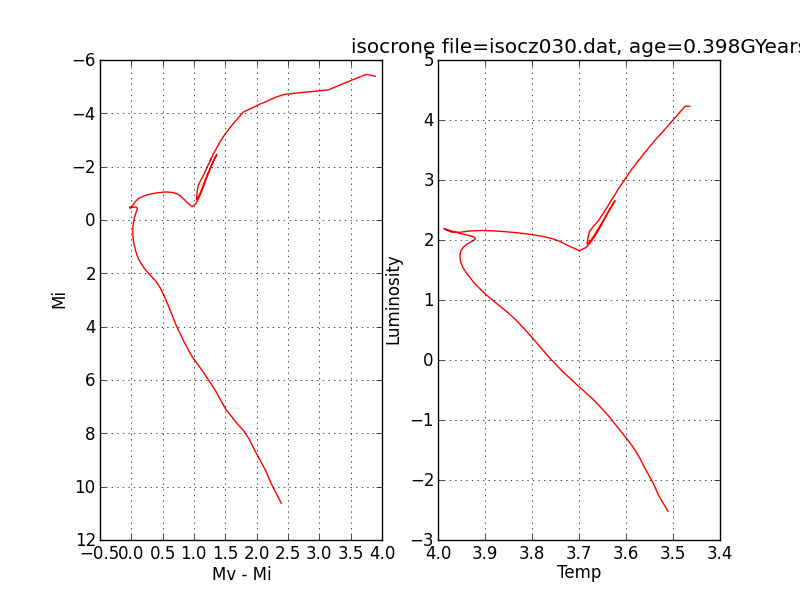 isocrone file=isocz030.dat, age=0.398GYears
−6
−4
−2
0
2
4
6
8
10
12
Mi
−0.5 0.0 0.5 1.0 1.5 2.0 2.5 3.0 3.5 4.0
Mv - Mi
5
4
3
2
1
0
−1
−2
−3
Luminosity
4.0 3.9 3.8 3.7 3.6 3.5 3.4
Temp